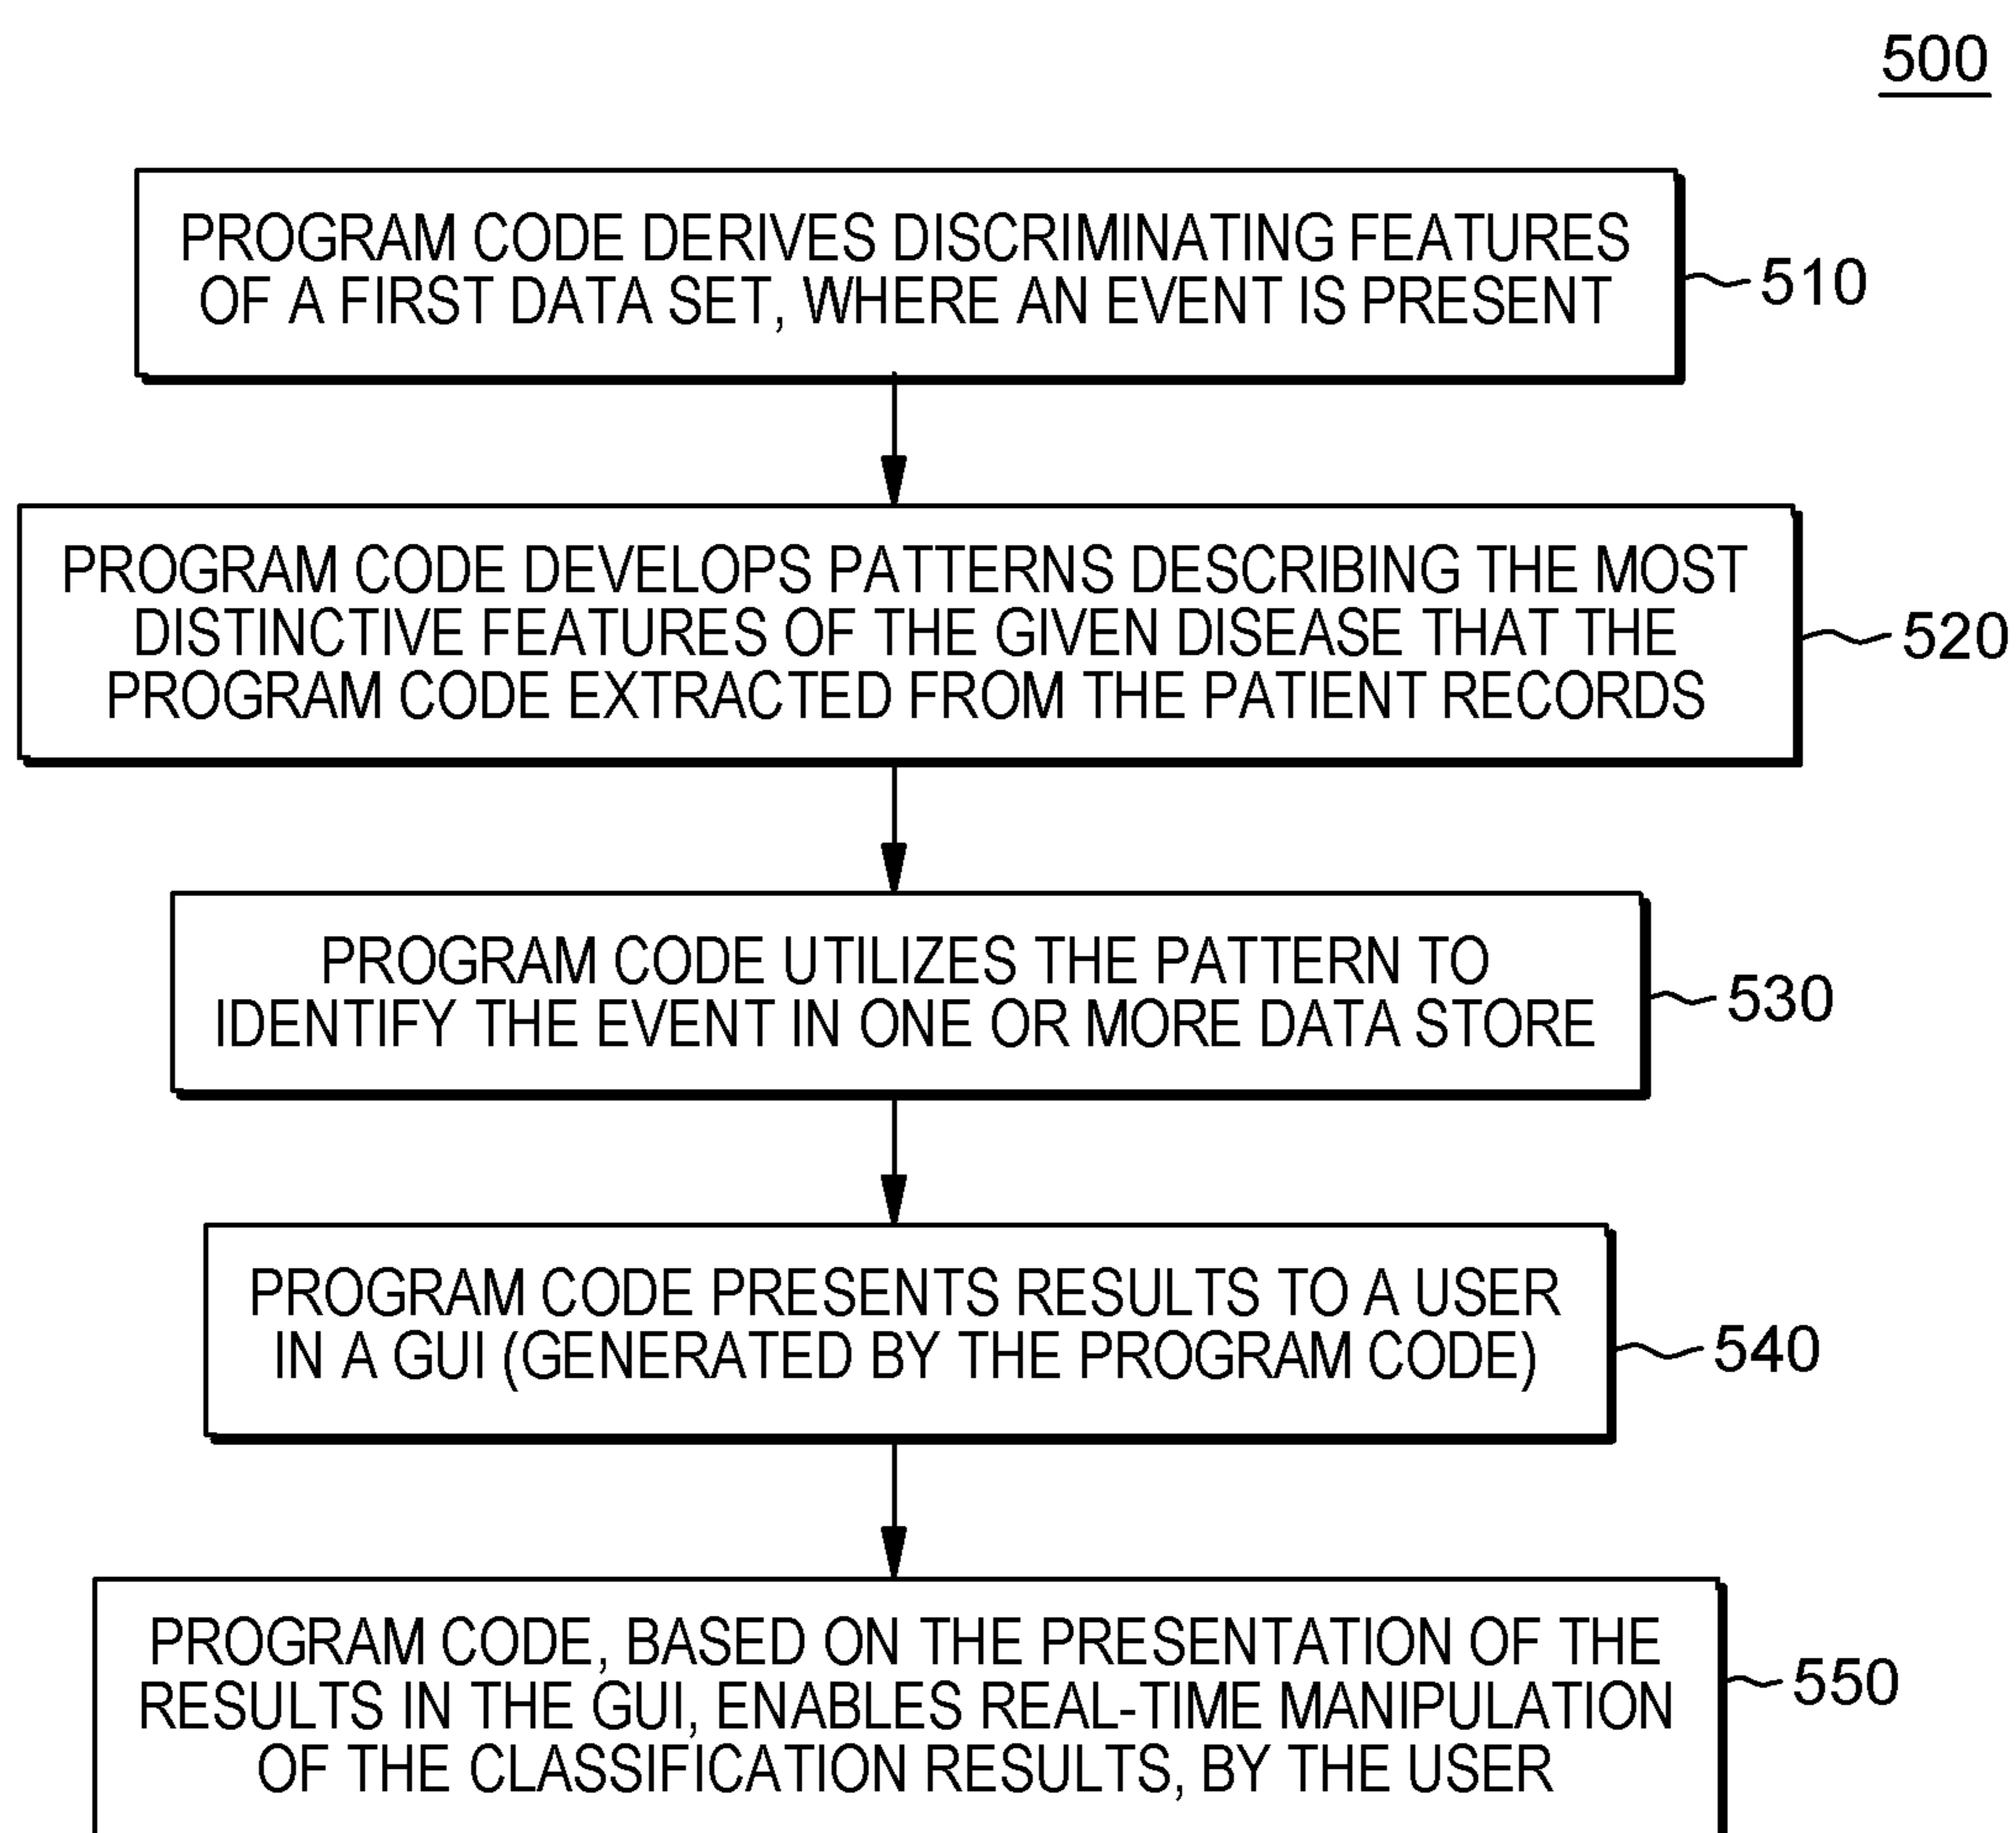 500
PROGRAM CODE DERIVES DISCRIMINATING FEATURES
OF A FIRST DATA SET, WHERE AN EVENT IS PRESENT
510
PROGRAM CODE DEVELOPS PATTERNS DESCRIBING THE MOST
DISTINCTIVE FEATURES OF THE GIVEN DISEASE THAT THE
PROGRAM CODE EXTRACTED FROM THE PATIENT RECORDS
520
PROGRAM CODE UTILIZES THE PATTERN TO
IDENTIFY THE EVENT IN ONE OR MORE DATA STORE
530
PROGRAM CODE PRESENTS RESULTS TO A USER
IN A GUI (GENERATED BY THE PROGRAM CODE)
540
PROGRAM CODE, BASED ON THE PRESENTATION OF THE
RESULTS IN THE GUI, ENABLES REAL-TIME MANIPULATION
OF THE CLASSIFICATION RESULTS, BY THE USER
550